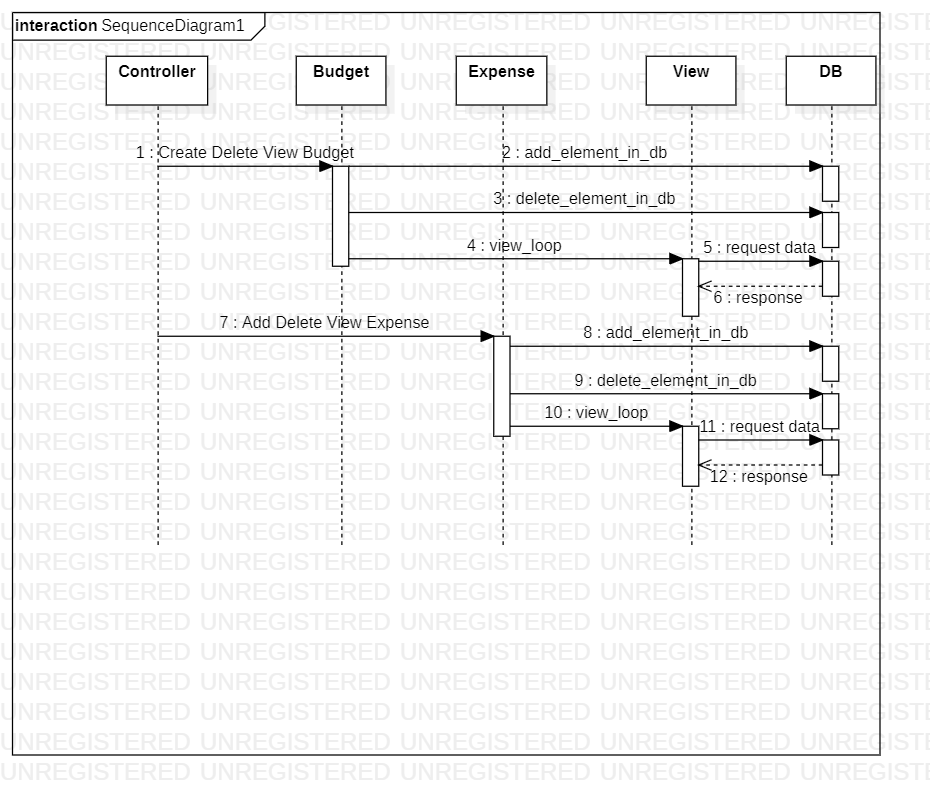 interaction SequenceDiagram1
Controller
Budget
Expense
View
DB
1 : Create Delete View Budget
2 : add_element_in_db
3 : delete_element_in_db
4 : view_loop
5 : request data
6 : response
7 : Add Delete View Expense
8 : add_element_in_db
9 : delete_element_in_db
10 : view_loop
11 : request data
12 : response
UNREGISTERED UNREGISTERED UNREGISTERED UNREGISTERED